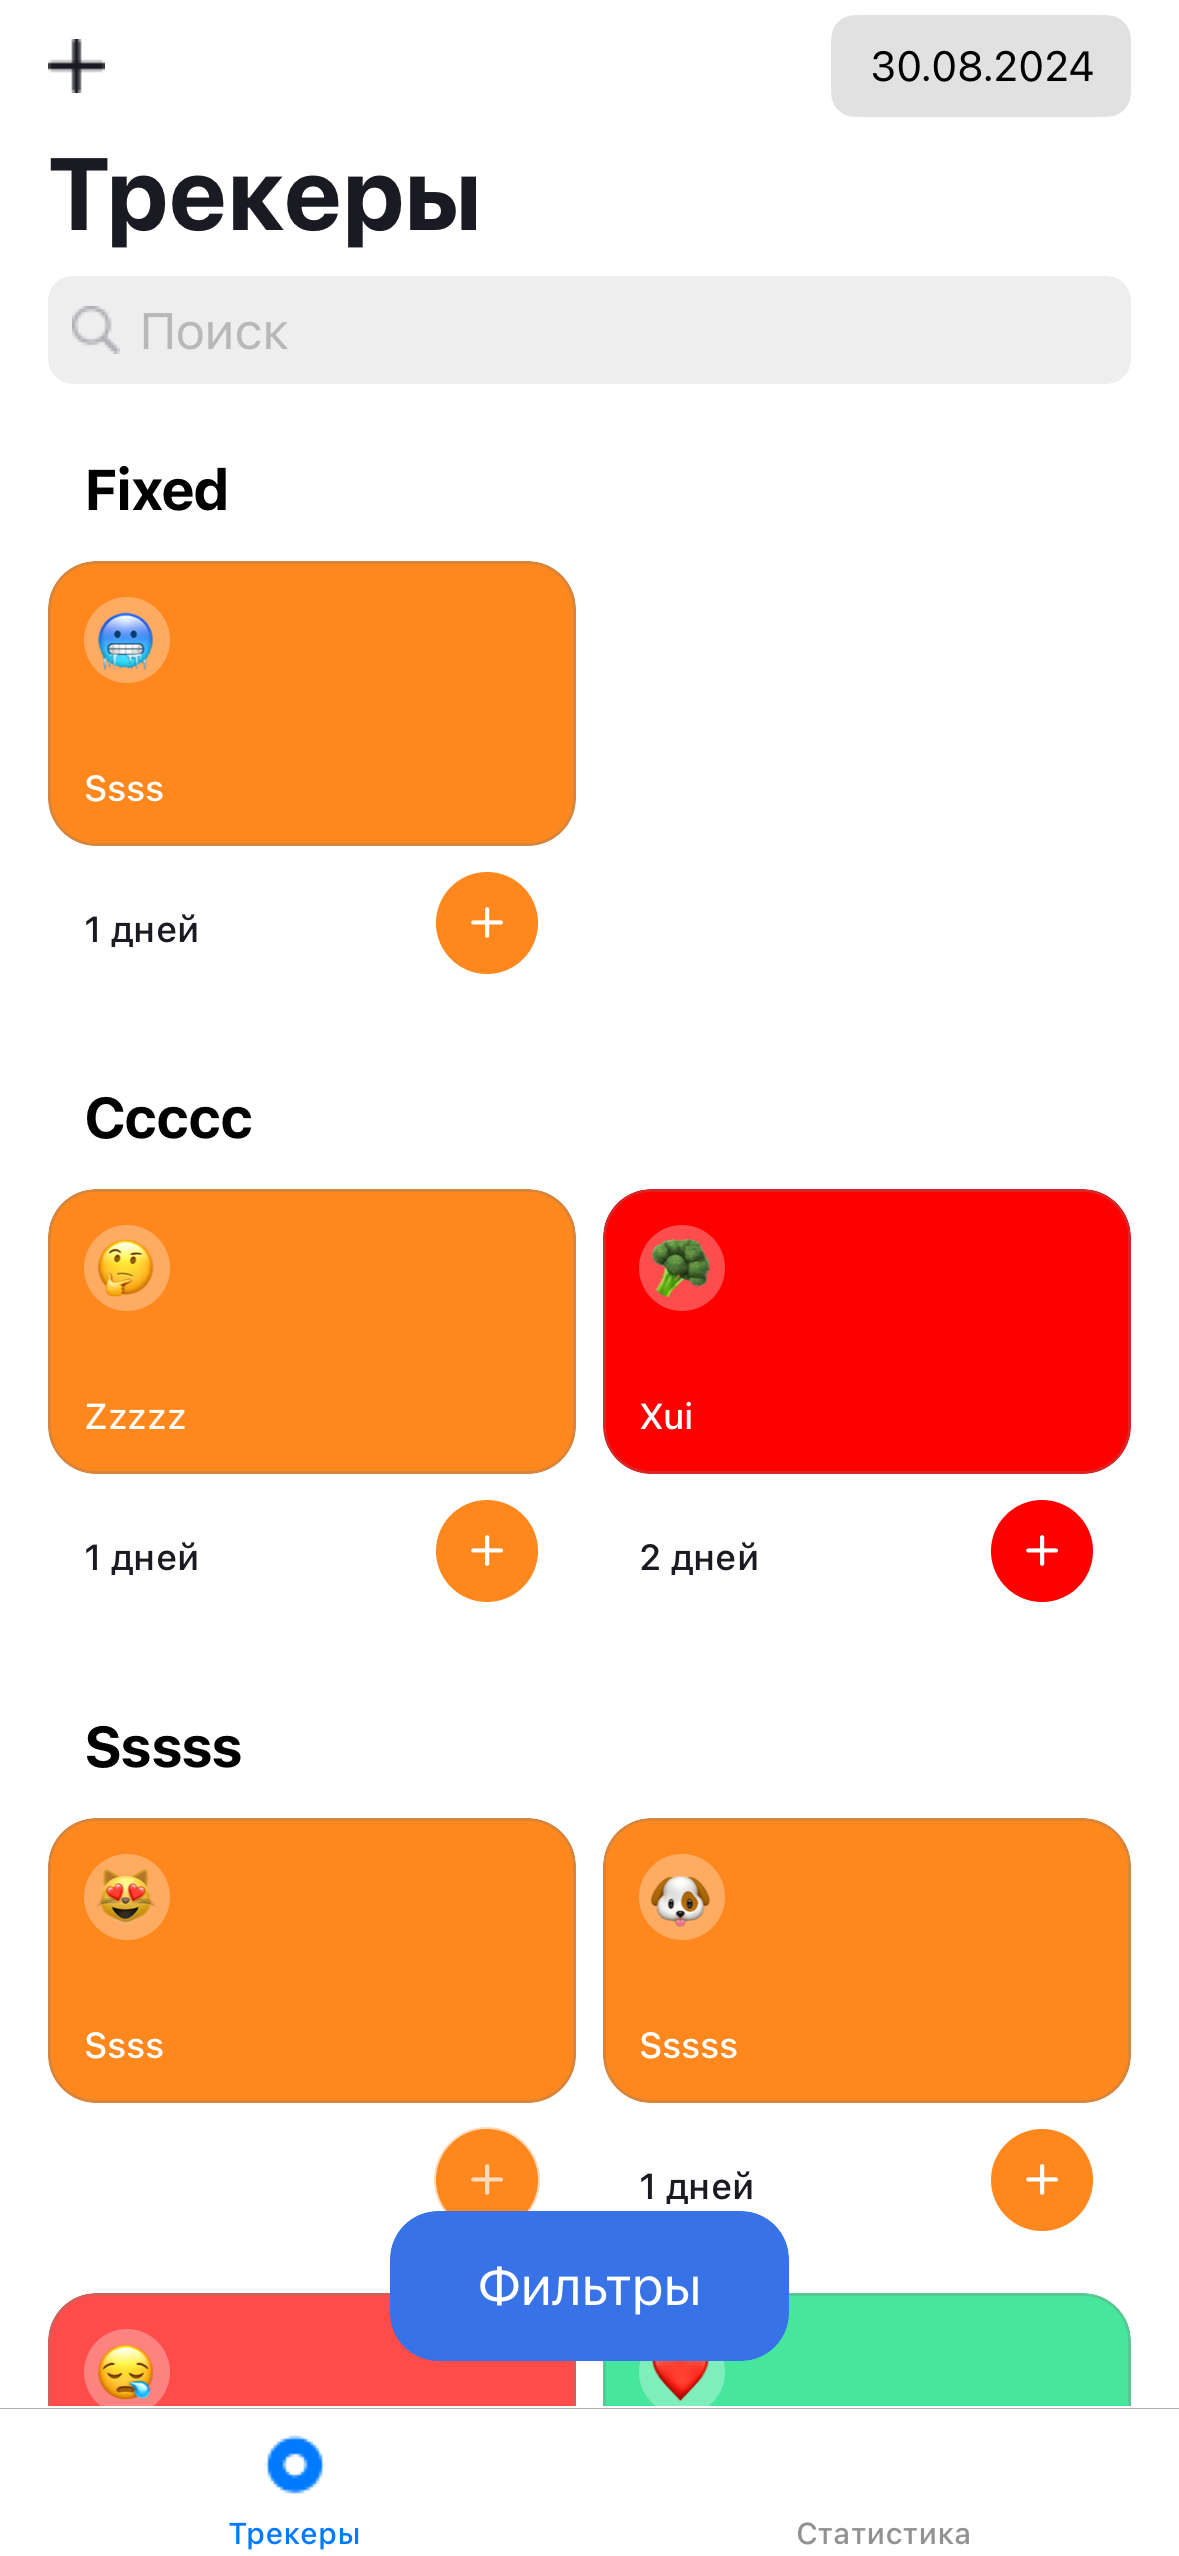 30.08.2024
Трекеры
Поиск
Fixed
Ssss
1 дней
Ccccc
Zzzzz
Xui
1 дней
2 дней
Sssss
Ssss
Sssss
1 дней
Фильтры
Трекеры
Статистика